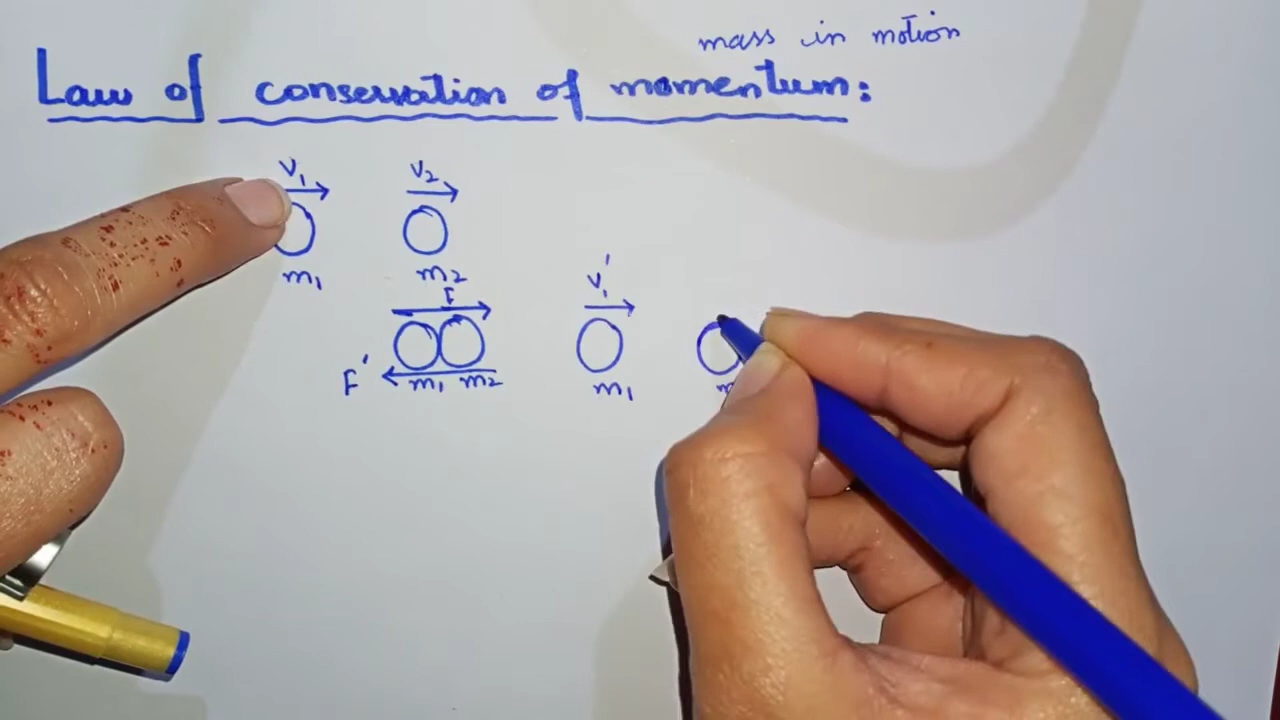 mass in motion
Law of conservation of momentum:
V1 V2
m1 m2
F V1'
F' m1 m2 m1